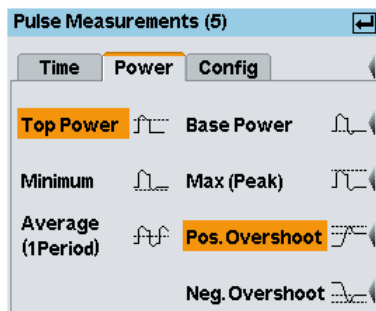 Pulse Measurements (5)
Time Power Config
Top Power Base Power
Minimum Max (Peak)
Average
(1Period)
Pos. Overshoot
Neg. Overshoot